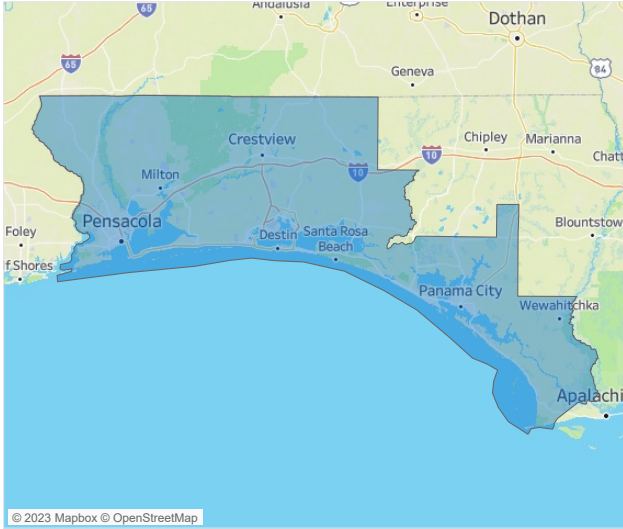 Andalusia
Enterprise
65
Dothan
65
84
Geneva
Crestview
10
Chipley
Marianna
Chatt
10
Milton
Pensacola
Foley
Destin
Santa Rosa
Beach
Blountstow
f Shores
Panama City
Wewahitchka
Apalachi
© 2023 Mapbox © OpenStreetMap